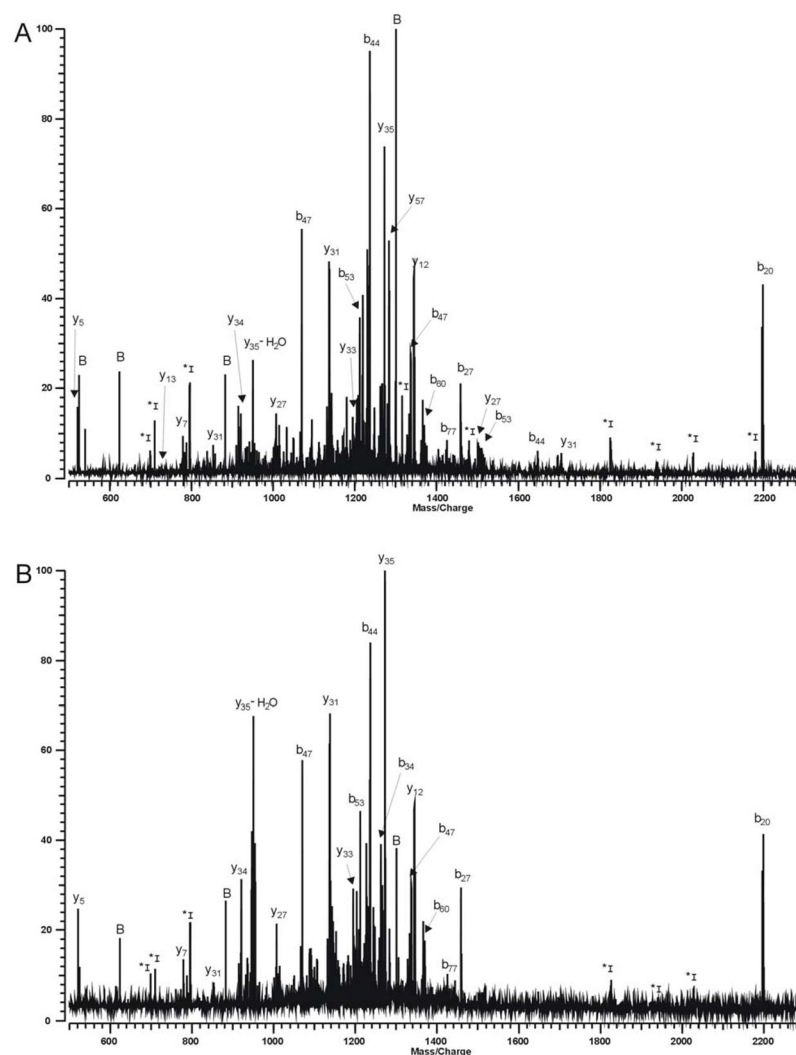 A
B
100
b44
y35
80
y57
60
b47
y31
b53
y12
b20
40
y34
y35- H2O
b47
y5
B
B
y33
B
*I
y13
*I
b60
b27
20
*I
y7
y31
y27
b77
*I
y27
b53
*I
b44
y31
*I
*I
*I
*I
0
600 800 1000 1200 1400 1600 1800 2000 2200
Mass/Charge
B
y35
100
b44
80
y35- H2O
y31
b47
b34
60
b53
y12
y33
B
b47
b20
40
y34
B
b27
y5
B
*I
y27
b60
20
*I
*I
y7
y31
b77
*I
*I
*I
0
600 800 1000 1200 1400 1600 1800 2000 2200
Mass/Charge